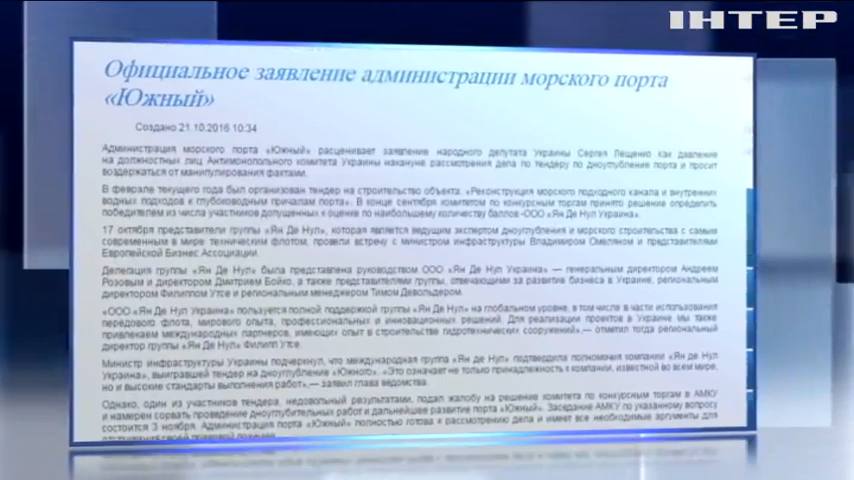 ІНТЕР
Официальное заявление администрации морского порта
«Южный»
Создано 21.10.2016 10:34
Администрация морского порта «Южный» расценивает заявление народного депутата Украины Сергея Лещенко как давление
на должностных лиц Антимонопольного комитета Украины накануне рассмотрения дела по тендеру по дноуглублению порта и просит
воздержаться от манипулирования фактами.
В феврале текущего года был организован тендер на строительство объекта. «Реконструкция морского подходного канала и внутренних
водных подходов к глубоководным причалам порта». В конце сентября комитетом по конкурсным торгам принято решение определить
победителем из числа участников допущенных к оценке по наибольшему количеству баллов -ООО «Ян Де Нул Украина».
17 октября представители группы «Ян Де Нул», которая является ведущим экспертом дноуглубления и морского строительства с самым
современным в мире техническим флотом, провели встречу с министром инфраструктуры Владимиром Омеляном и представителями
Европейской Бизнес Ассоциации.
Делегация группы «Ян Де Нул» была представлена руководством ООО «Ян Де Нул Украина» — генеральным директором Андреем
Розовым и директором Дмитрием Бойко, а также представителями группы, отвечающими за развитие бизнеса в Украине, региональным
директором Филиппом Утсе и региональным менеджером Тимом Девольдером.
«ООО «Ян Де Нул Украина» пользуется полной поддержкой группы «Ян Де Нул» на глобальном уровне, в том числе в части использования
передового флота, мирового опыта, профессиональных и инновационных решений. Для реализации проектов в Украине мы также
привлекаем международных партнеров, имеющих опыт в строительстве гидротехнических сооружений»,— отметил тогда региональный
директор группы «Ян Де Нул» Филипп Утсе.
Министр инфраструктуры Украины подчеркнул, что международная группа «Ян де Нул» подтвердила полномочия компании «Ян де Нул
Украина», выигравшей тендер на дноуглубление «Южного». «Это означает не только принадлежность к компании, известной во всем мире,
но и высокие стандарты выполнения работ»,— заявил глава ведомства.
Однако, один из участников тендера, недовольный результатами, подал жалобу на решение комитета по конкурсным торгам в АМКУ
и намерен сорвать проведение дноуглубительных работ и дальнейшее развитие порта «Южный». Заседание АМКУ по указанному вопросу
состоится 3 ноября. Администрация порта «Южный» полностью готова к рассмотрению дела и имеет все необходимые аргументы для